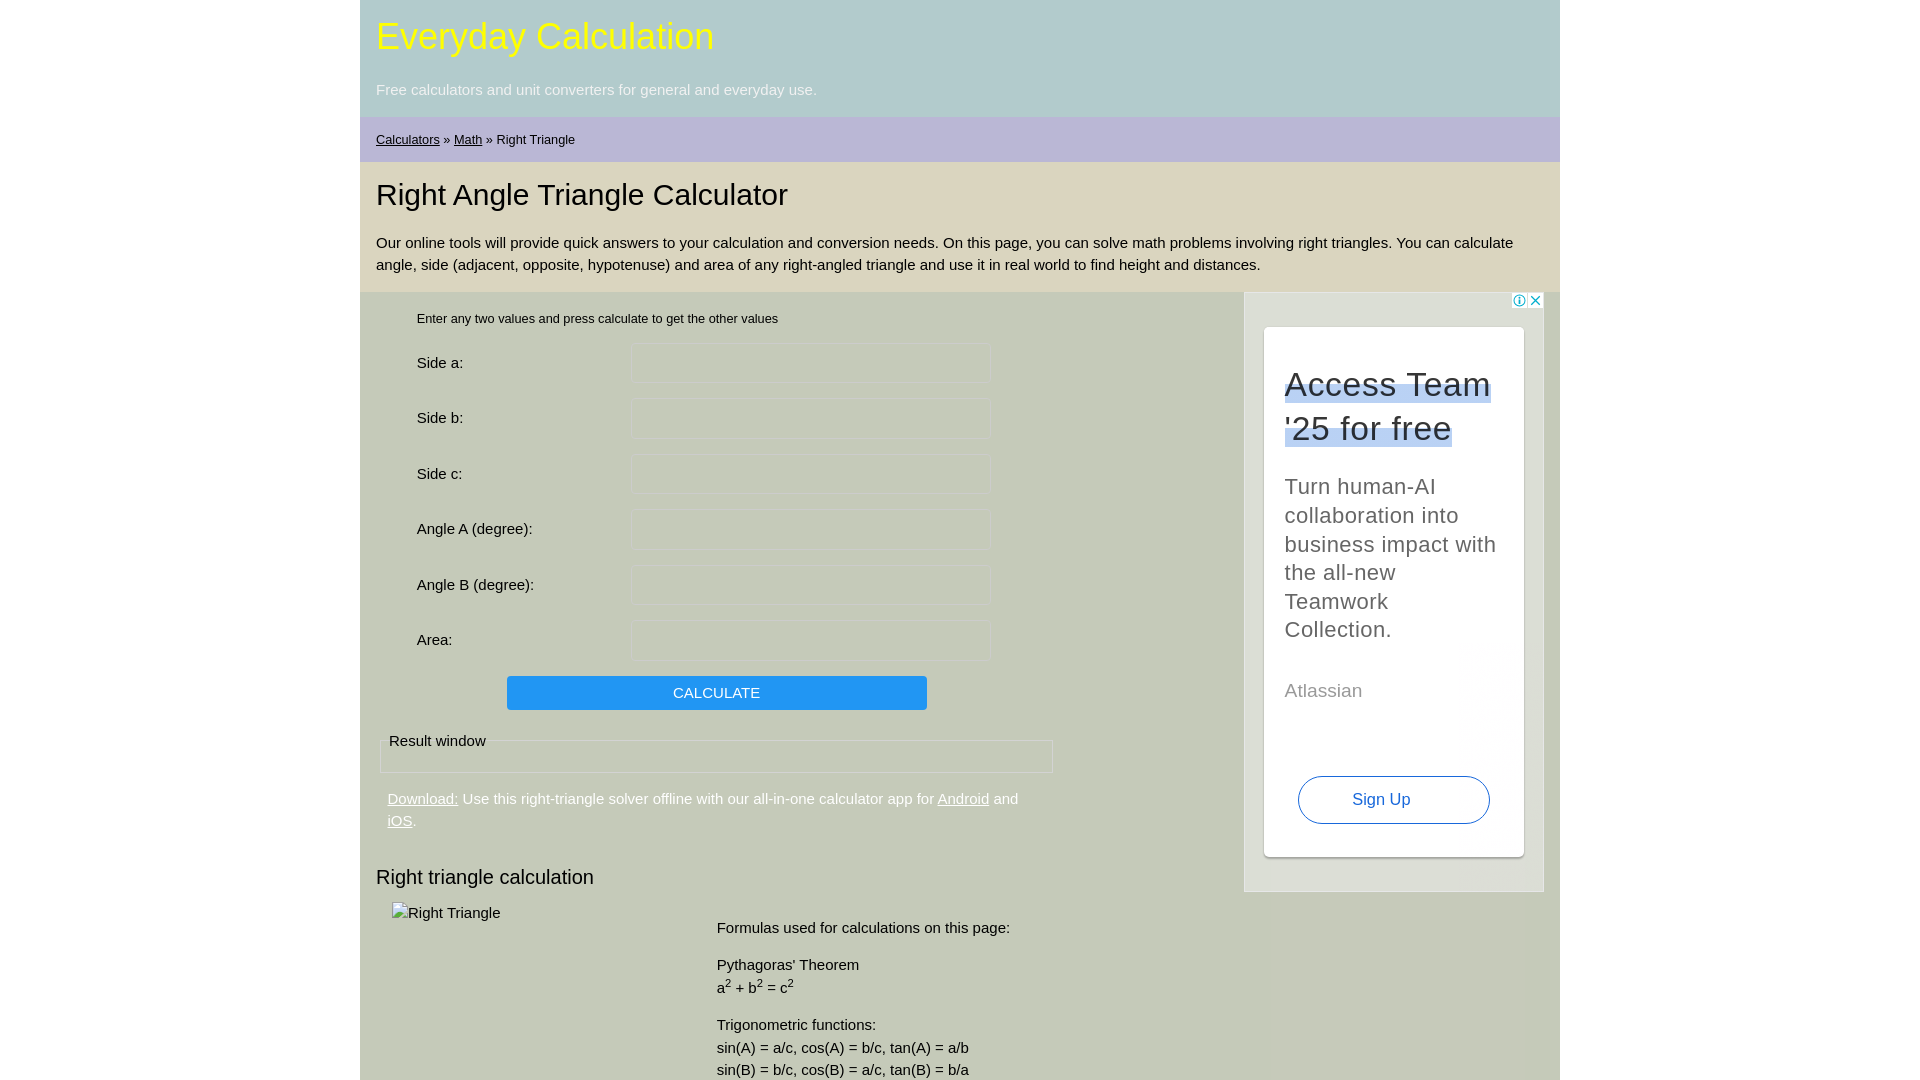 Everyday Calculation
Free calculators and unit converters for general and everyday use.
Calculators » Math » Right Triangle
Right Angle Triangle Calculator
Our online tools will provide quick answers to your calculation and conversion needs. On this page, you can solve math problems involving right triangles. You can calculate
angle, side (adjacent, opposite, hypotenuse) and area of any right-angled triangle and use it in real world to find height and distances.
Enter any two values and press calculate to get the other values
Side a:
Side b:
Side c:
Angle A (degree):
Angle B (degree):
Area:
CALCULATE
Result window
Download: Use this right-triangle solver offline with our all-in-one calculator app for Android and
iOS.
Access Team
'25 for free
Turn human-AI
collaboration into
business impact with
the all-new
Teamwork
Collection.
Atlassian
Sign Up
Right triangle calculation
Right Triangle
Formulas used for calculations on this page:
Pythagoras' Theorem
a² + b² = c²
Trigonometric functions:
sin(A) = a/c, cos(A) = b/c, tan(A) = a/b
sin(B) = b/c, cos(B) = a/c, tan(B) = b/a